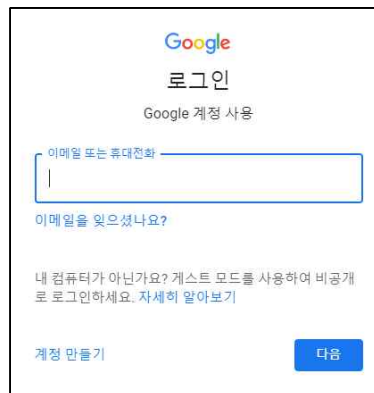 Google
로그인
Google 계정 사용
이메일 또는 휴대전화
이메일을 잊으셨나요?
내 컴퓨터가 아닌가요? 게스트 모드를 사용하여 비공개
로 로그인하세요. 자세히 알아보기
계정 만들기
다음